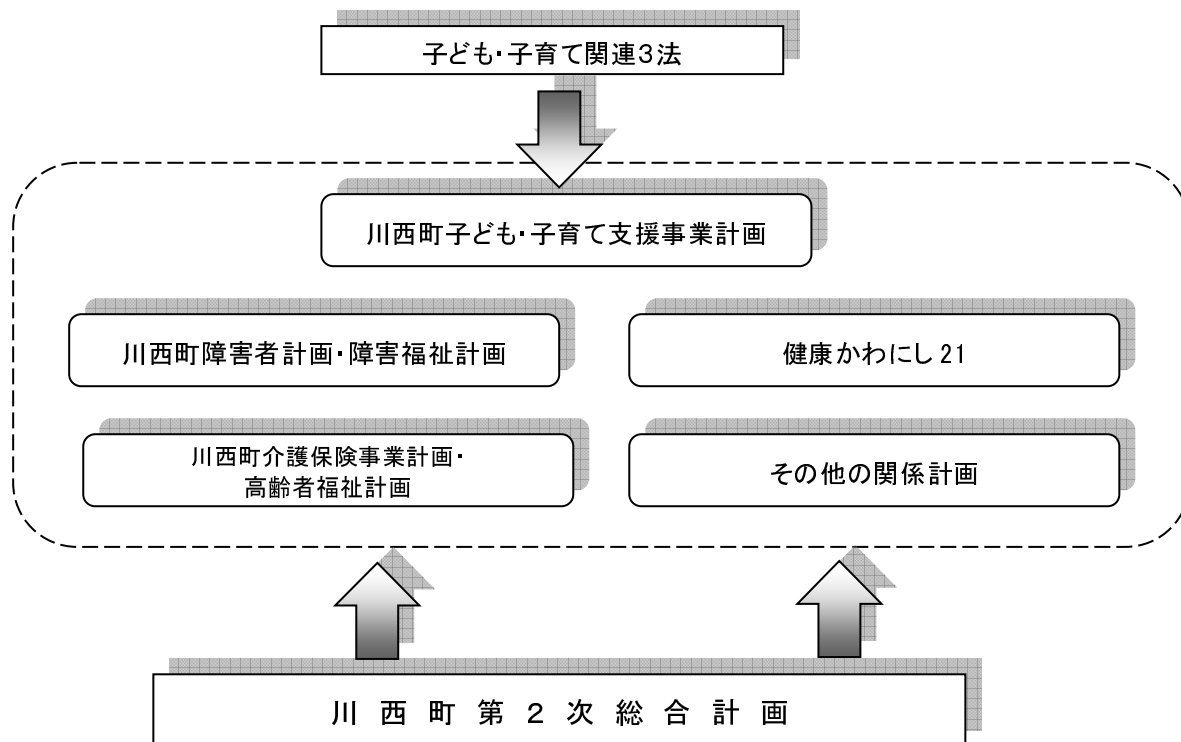 子ども・子育て関連3法
川西町子ども・子育て支援事業計画
川西町障害者計画・障害福祉計画
健康かわにし 21
川西町介護保険事業計画・
高齢者福祉計画
その他の関係計画
川西町第２次総合計画